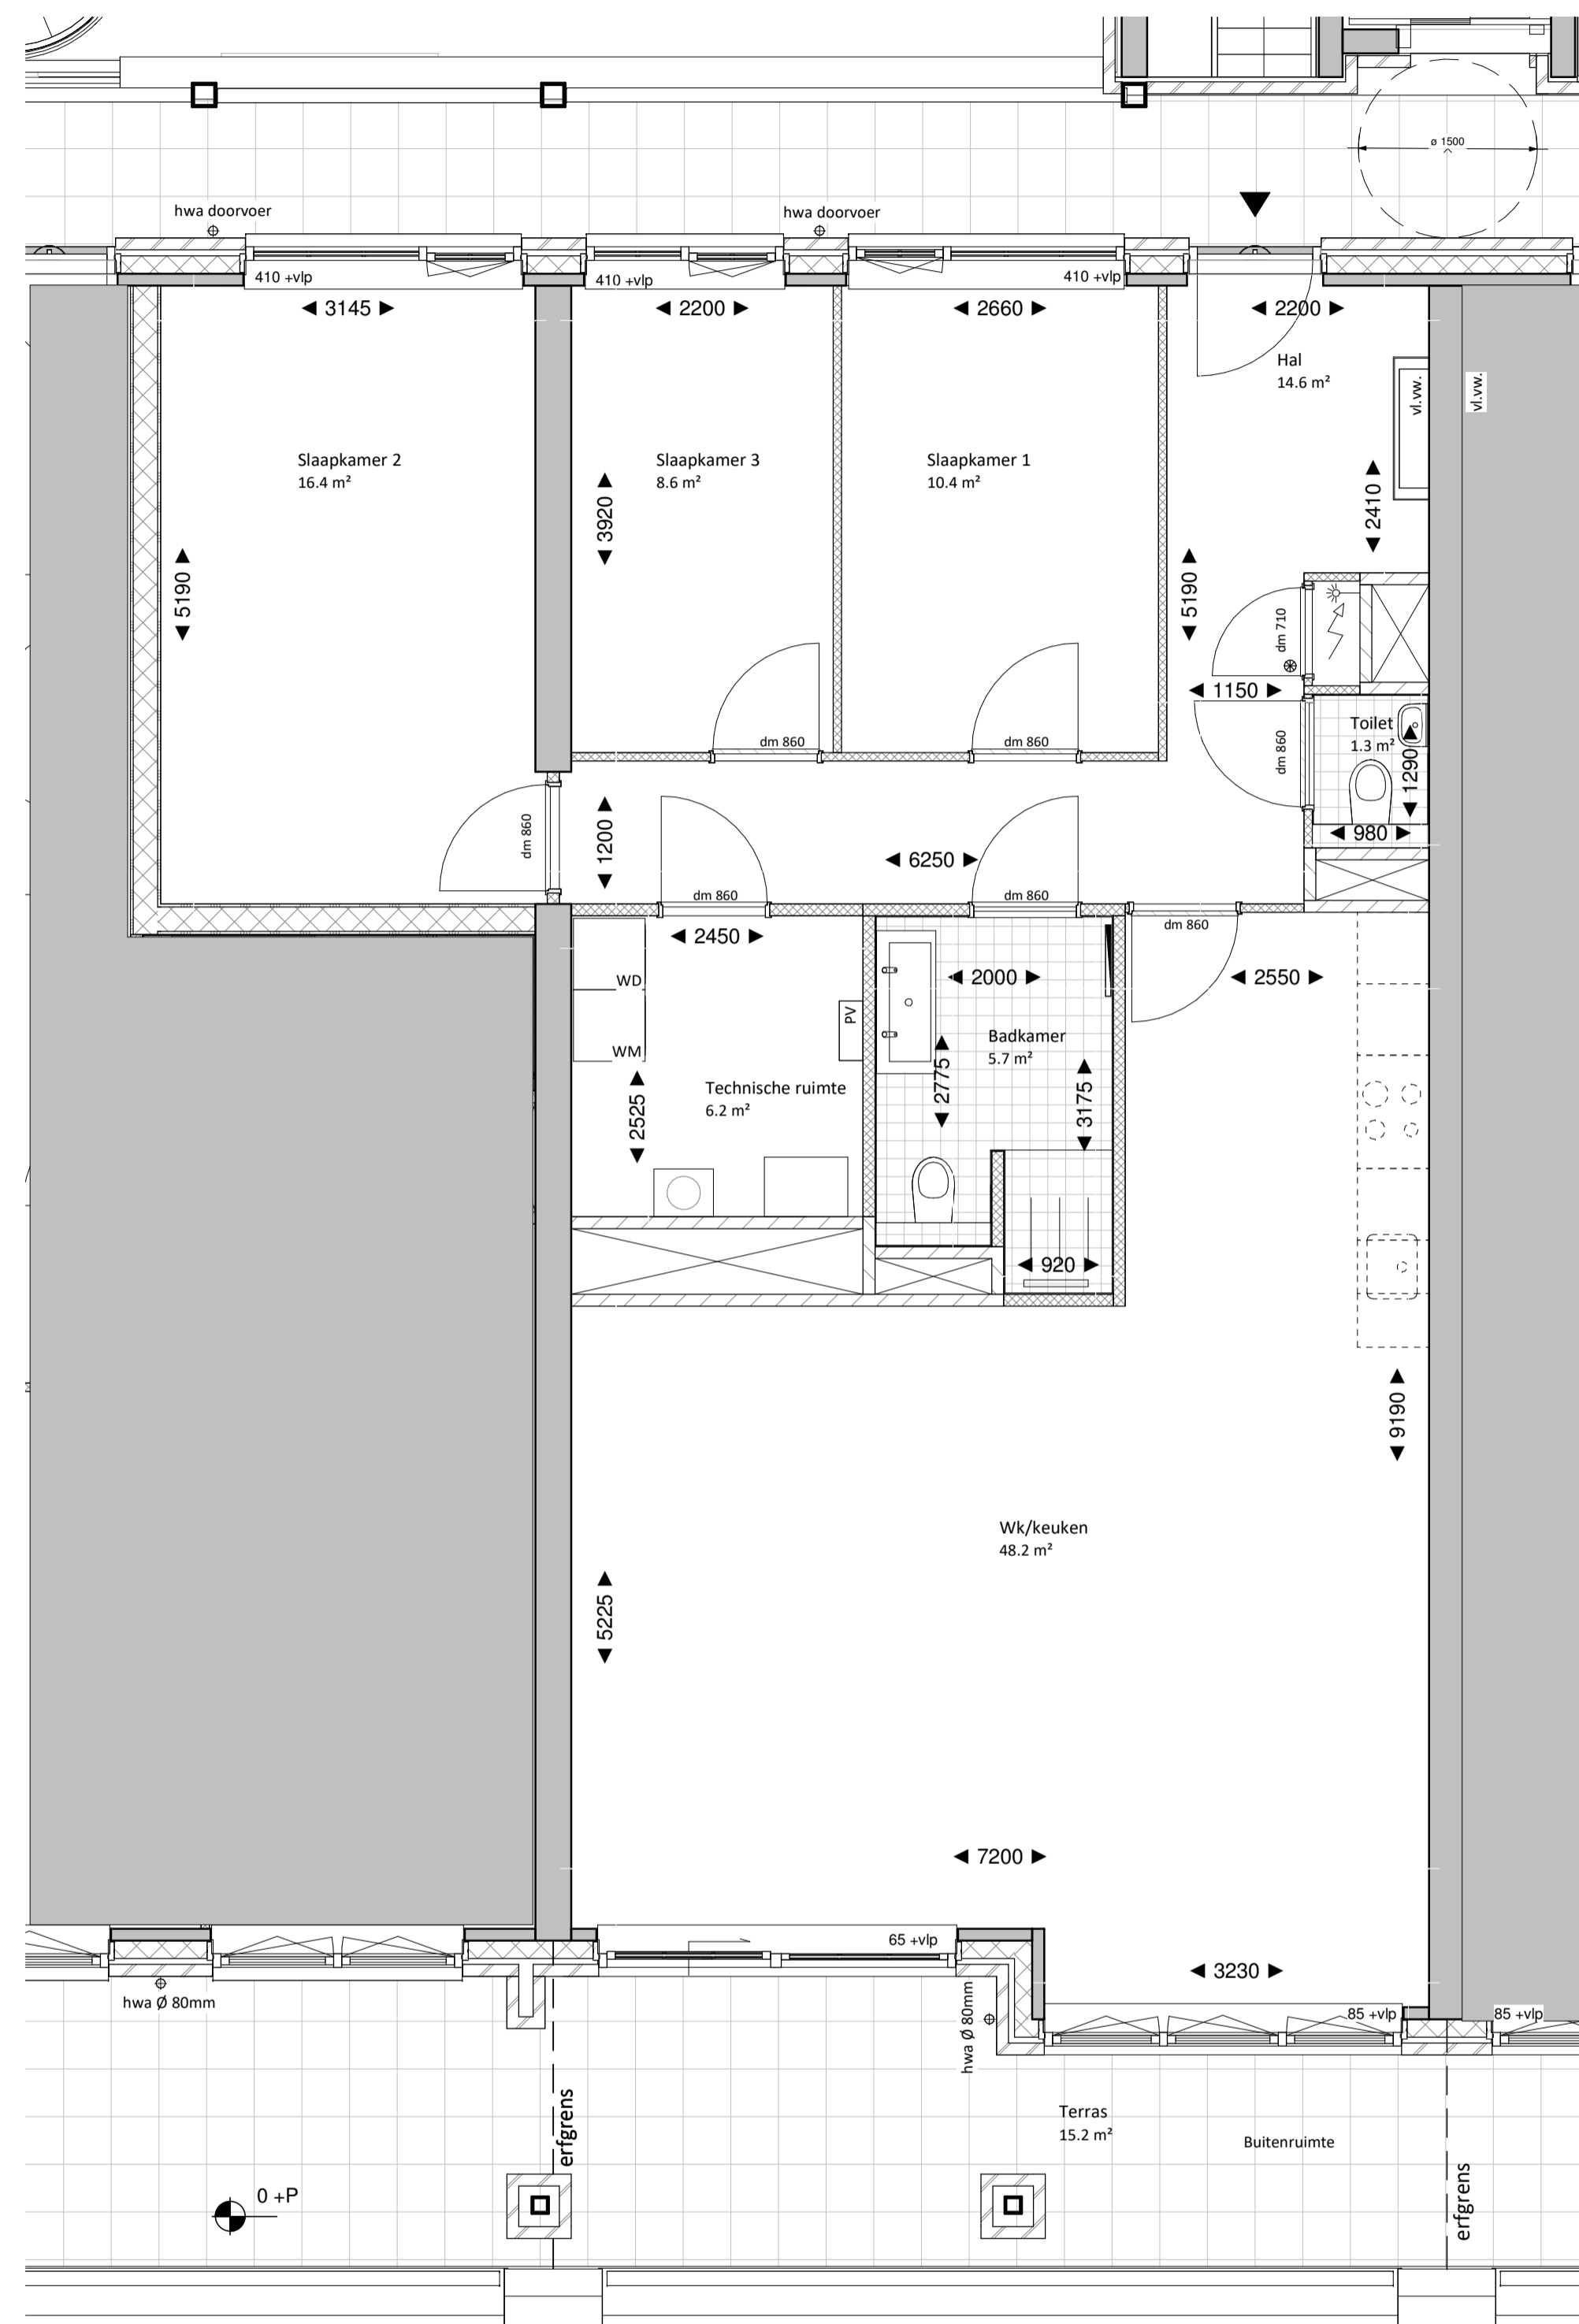 ø 1500
hwa doorvoer
hwa doorvoer
410 +vlp
410 +vlp
410 +vlp
3145
2200
2660
2200
Hal
14.6 m²
vl.vw.
vl.vw.
Slaapkamer 2
16.4 m²
Slaapkamer 3
8.6 m²
Slaapkamer 1
10.4 m²
3920
2410
5190
5190
dm 710
1150
Toilet
1.3 m²
1290
dm 860
dm 860
dm 860
980
dm 860
1200
6250
dm 860
dm 860
dm 860
2450
2000
2550
WD
PV
Badkamer
5.7 m²
WM
2775
3175
Technische ruimte
6.2 m²
2525
920
9190
Wk/keuken
48.2 m²
5225
7200
65 +vlp
3230
hwa Ø 80mm
hwa Ø 80mm
85 +vlp
85 +vlp
Terras
15.2 m²
Buitenruimte
erfgrens
erfgrens
0 +P